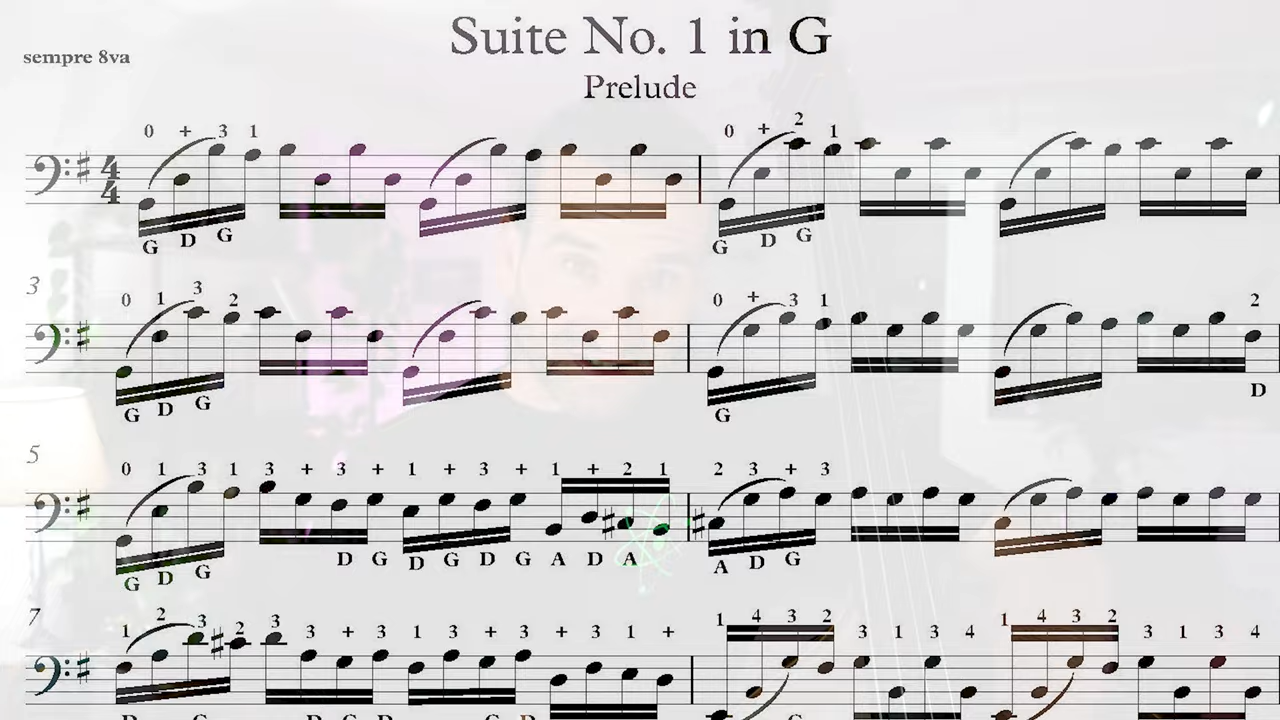 Suite No. 1 in G
sempre 8va
Prelude
0 + 3 1 0 + 2 1
4 4
G D G G D G
3
0 1 3 2 0 + 3 1 2
G D G G D
5
0 1 3 1 3 + 3 + 1 + 3 + 1 + 2 1 2 3 + 3
G D G D G D G D G A D A A D G
7
1 2 3 2 3 3 + 3 1 3 + 3 + 3 1 + 1 4 3 2 3 1 3 4 1 4 3 2 3 1 3 4